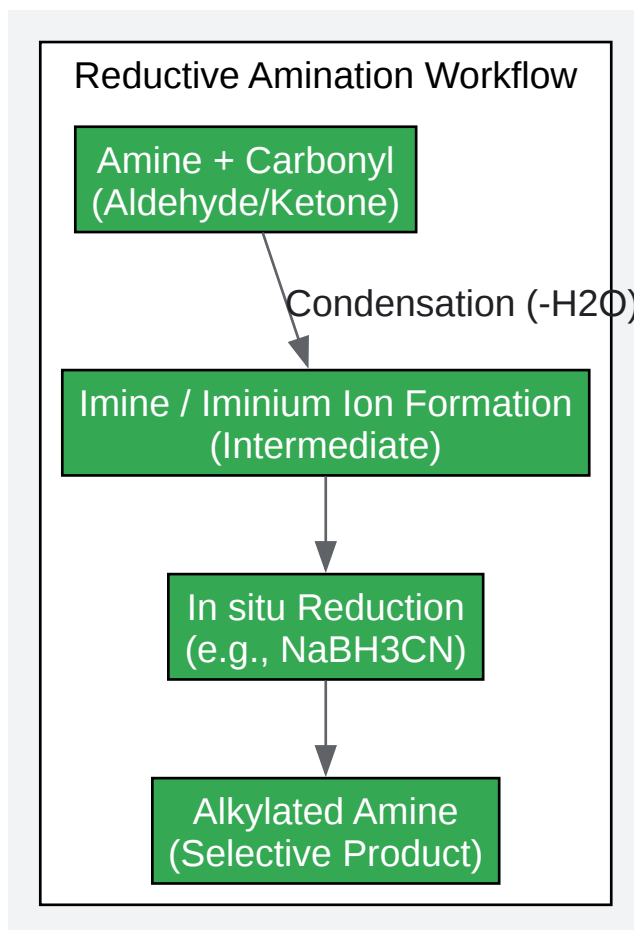 Reductive Amination Workflow
Amine + Carbonyl
(Aldehyde/Ketone)
Condensation (-H2O)
Imine / Iminium Ion Formation
(Intermediate)
In situ Reduction
(e.g., NaBH3CN)
Alkylated Amine
(Selective Product)